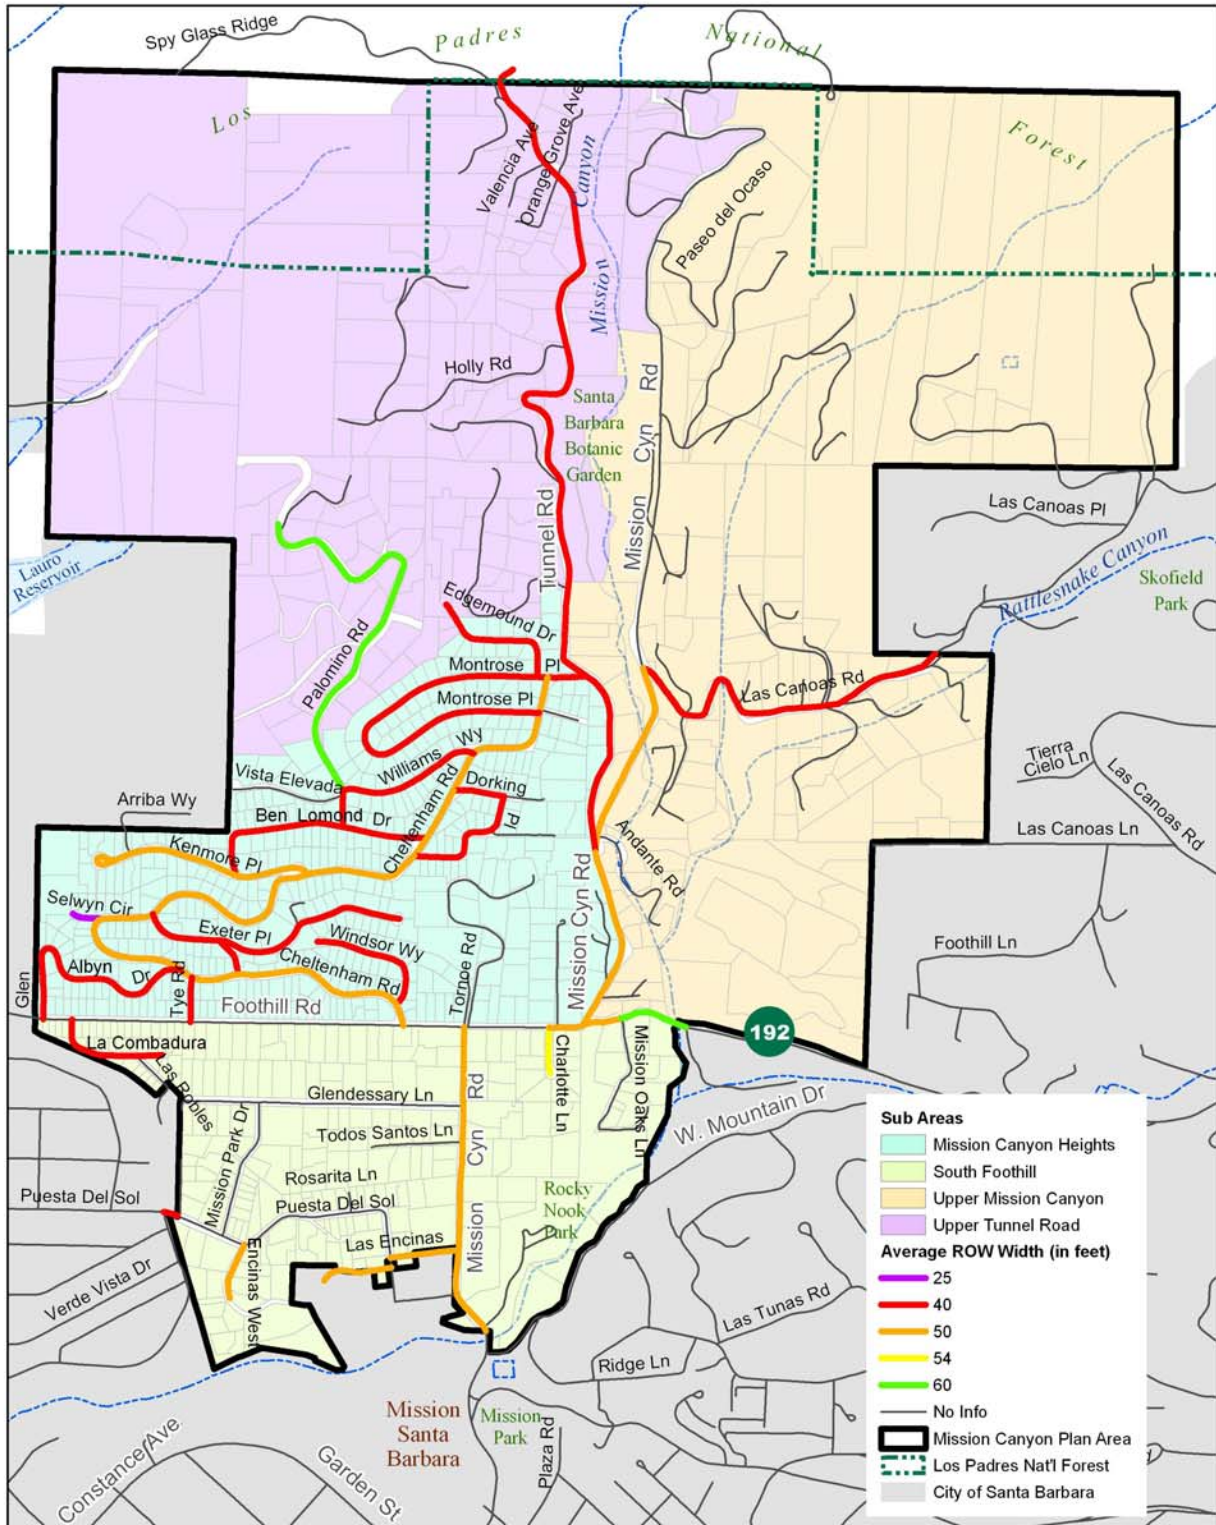 Spy Glass Ridge
Padres
National
Los
Forest
Valencia Ave
Orange Grove Ave
Canyon
Mission
Paseo del Ocaso
Holly Rd
Santa
Barbara
Botanic
Garden
Mission Cyn Rd
Tunnel Rd
Las Canoas Pl
Rattlesnake Canyon
Skofield
Park
Lauro
Reservoir
Edgemound Dr
Palomino Rd
Montrose Pl
Montrose Pl
Las Canoas Rd
Williams Wy
Vista Elevada
Dorking Pl
Tierra
Cielo Ln
Las Canoas Rd
Arriba Wy
Ben Lomond Dr
Cheltenham Rd
Las Canoas Ln
Andante Rd
Kenmore Pl
Mission Cyn Rd
Selwyn Cir
Exeter Pl
Windsor Wy
Tornoe Rd
Foothill Ln
Albyn Dr
Tye Rd
Cheltenham Rd
Glen
Foothill Rd
192
La Combadura
Las Robles
Charlotte Ln
Mission Oaks Ln
Glendessary Ln
W. Mountain Dr
Mission Park Dr
Todos Santos Ln
Mission Cyn Rd
Rosarita Ln
Puesta Del Sol
Puesta Del Sol
Rocky
Nook
Park
Las Encinas
Encinas West
Verde Vista Dr
Las Tunas Rd
Ridge Ln
Mission
Santa
Barbara
Mission
Park
Plaza Rd
Constance Ave
Garden St
Sub Areas
Mission Canyon Heights
South Foothill
Upper Mission Canyon
Upper Tunnel Road
Average ROW Width (in feet)
25
40
50
54
60
No Info
Mission Canyon Plan Area
Los Padres Nat'l Forest
City of Santa Barbara